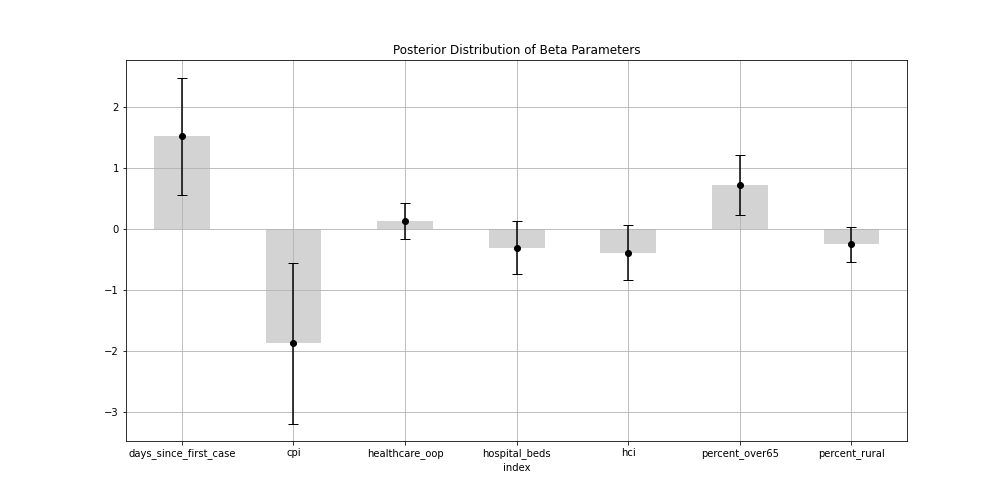 Posterior Distribution of Beta Parameters
2
1
0
−1
−2
−3
days_since_first_case cpi healthcare_oop hospital_beds hci percent_over65 percent_rural
index